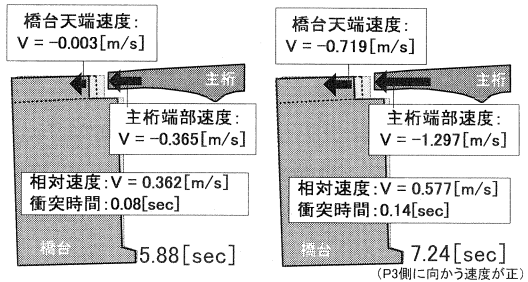 橋台天端速度:
V = -0.003[m/s]
主桁
主桁端部速度:
V = -0.365[m/s]
相対速度:V = 0.362[m/s]
衝突時間:0.08[sec]
橋台
5.88[sec]
橋台天端速度:
V = -0.719[m/s]
主桁
主桁端部速度:
V = -1.297[m/s]
相対速度:V = 0.577[m/s]
衝突時間:0.14[sec]
橋台
7.24[sec]
(P3側に向かう速度が正)